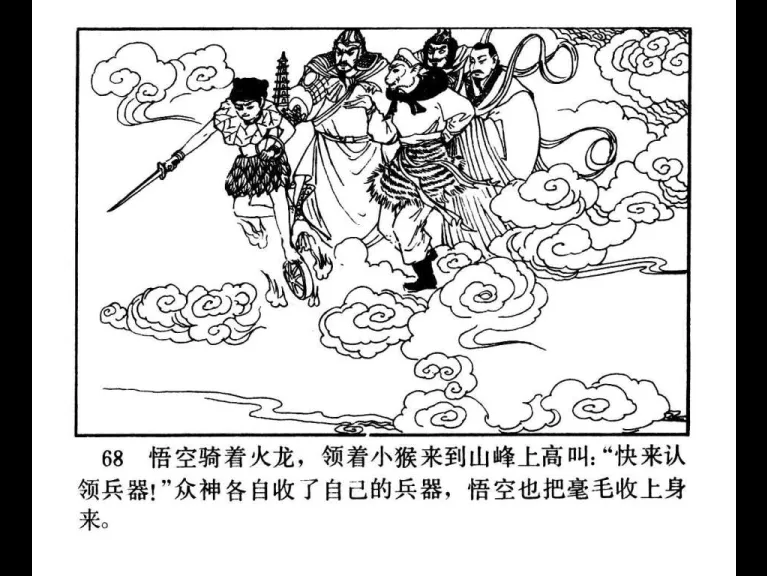 68 悟空骑着火龙，领着小猴来到山峰上高叫：“快来认
领兵器！”众神各自收了自己的兵器，悟空也把毫毛收上身
来。